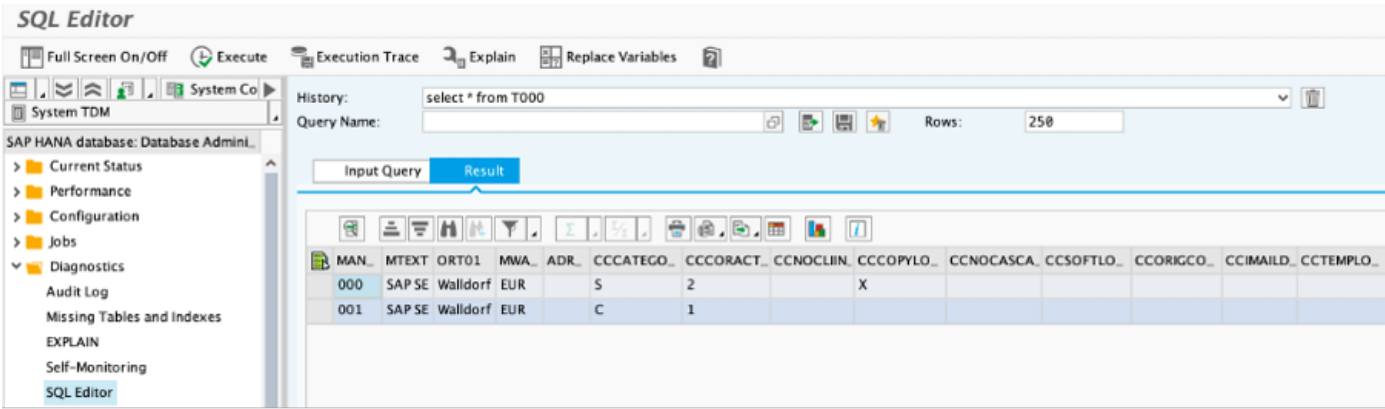 SQL Editor
Full Screen On/Off Execute Execution Trace Explain Replace Variables
System Co
System TDM
SAP HANA database: Database Admini_
Current Status
Performance
Configuration
Jobs
Diagnostics
Audit Log
Missing Tables and Indexes
EXPLAIN
Self-Monitoring
SQL Editor
History: select * from T000
Query Name: Rows: 250
Input Query Result
MAN_ MTEXT ORT01 MWA_ ADR_ CCCATEGO_ CCCORACT_ CCNOCLIIN_ CCCOPYLO_ CCNOCASCA_ CCSOFTLO_ CCORIGCO_ CCIMAILD_ CCTEMPLO_
000 SAP SE Walldorf EUR S 2 X
001 SAP SE Walldorf EUR C 1